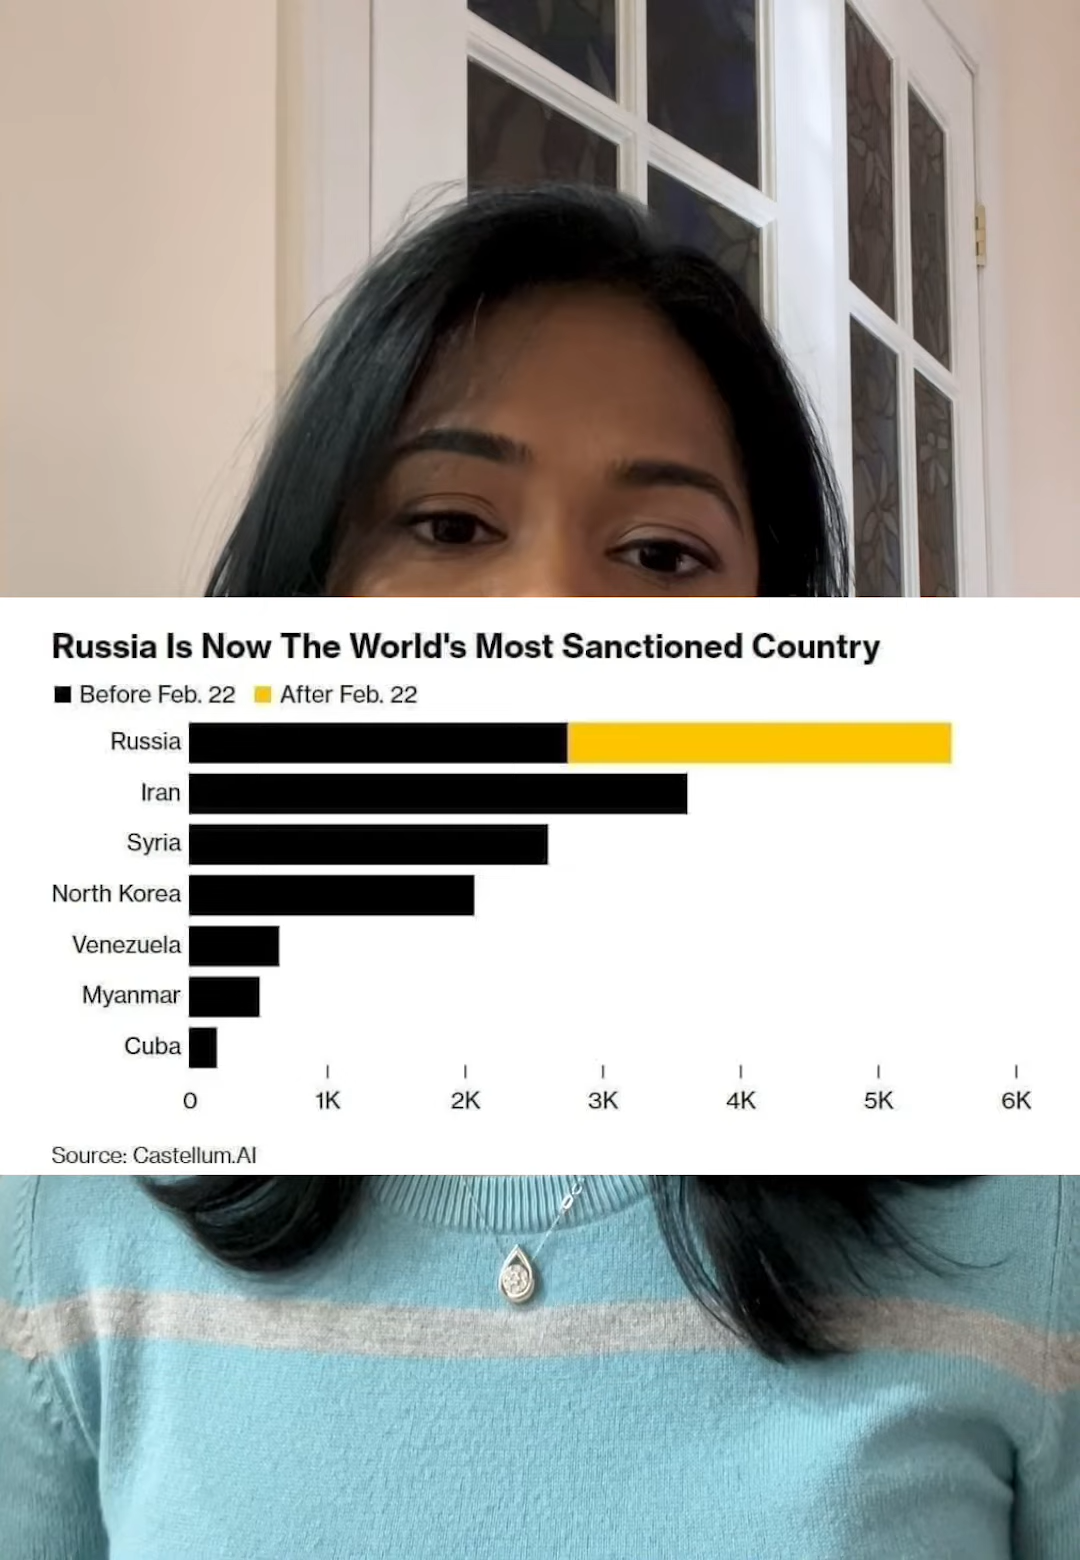 Russia Is Now The World's Most Sanctioned Country
Before Feb. 22 After Feb. 22
Russia
Iran
Syria
North Korea
Venezuela
Myanmar
Cuba
0 1K 2K 3K 4K 5K 6K
Source: Castellum.AI